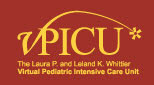 vPICU
The Laura P. and Leland K. Whittier
Virtual Pediatric Intensive Care Unit